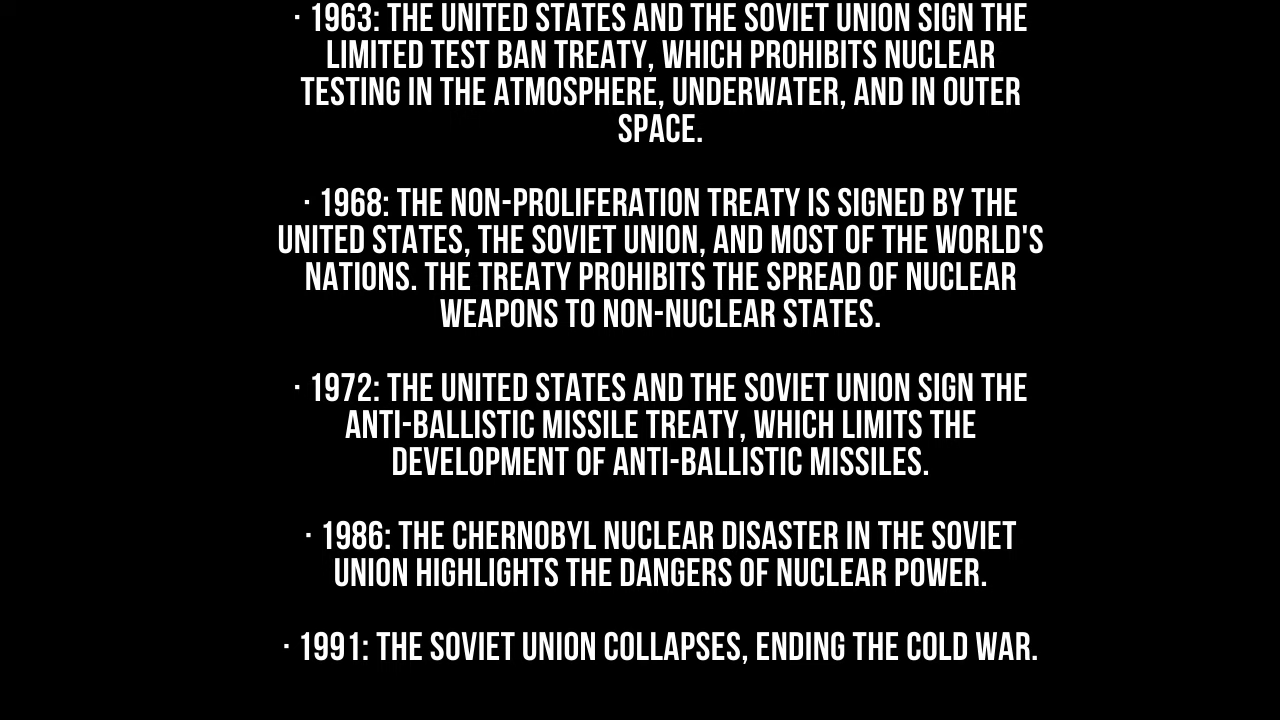 · 1963: THE UNITED STATES AND THE SOVIET UNION SIGN THE
LIMITED TEST BAN TREATY, WHICH PROHIBITS NUCLEAR
TESTING IN THE ATMOSPHERE, UNDERWATER, AND IN OUTER
SPACE.
· 1968: THE NON-PROLIFERATION TREATY IS SIGNED BY THE
UNITED STATES, THE SOVIET UNION, AND MOST OF THE WORLD'S
NATIONS. THE TREATY PROHIBITS THE SPREAD OF NUCLEAR
WEAPONS TO NON-NUCLEAR STATES.
· 1972: THE UNITED STATES AND THE SOVIET UNION SIGN THE
ANTI-BALLISTIC MISSILE TREATY, WHICH LIMITS THE
DEVELOPMENT OF ANTI-BALLISTIC MISSILES.
· 1986: THE CHERNOBYL NUCLEAR DISASTER IN THE SOVIET
UNION HIGHLIGHTS THE DANGERS OF NUCLEAR POWER.
· 1991: THE SOVIET UNION COLLAPSES, ENDING THE COLD WAR.